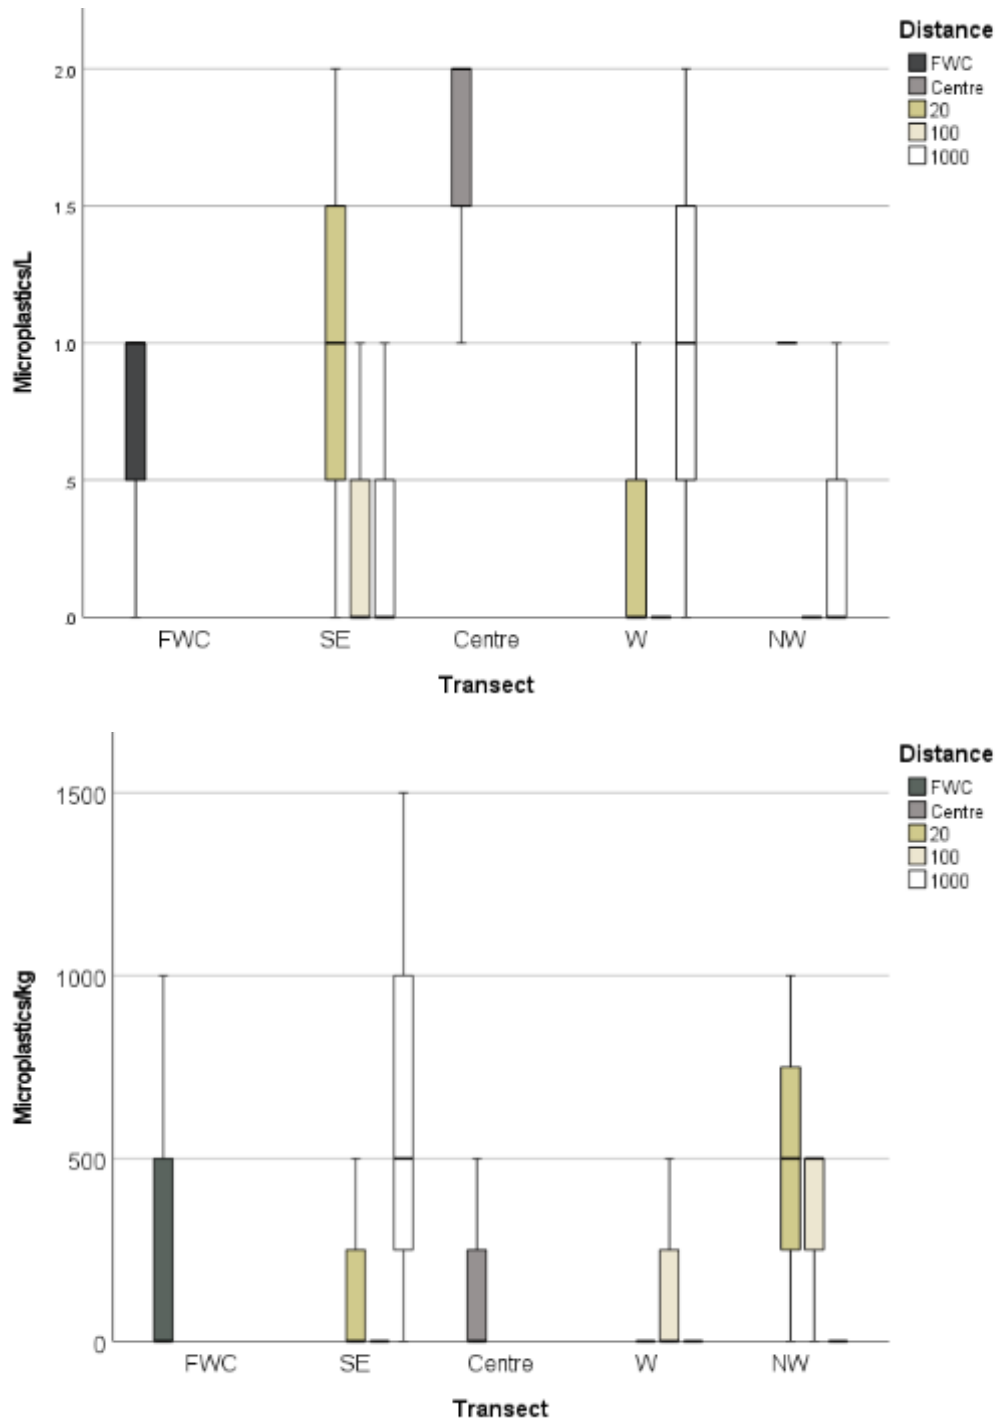 Distance
FWC
Centre
20
100
1000
2.0
1.5
1.0
.5
.0
Microplastics/L
FWC SE Centre W NW
Transect
Distance
FWC
Centre
20
100
1000
1500
1000
500
0
Microplastics/kg
FWC SE Centre W NW
Transect